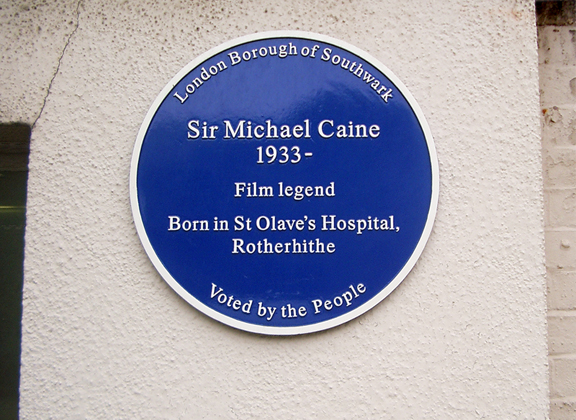 London Borough of Southwark
Sir Michael Caine
1933-
Film legend
Born in St Olave's Hospital,
Rotherhithe
Voted by the People